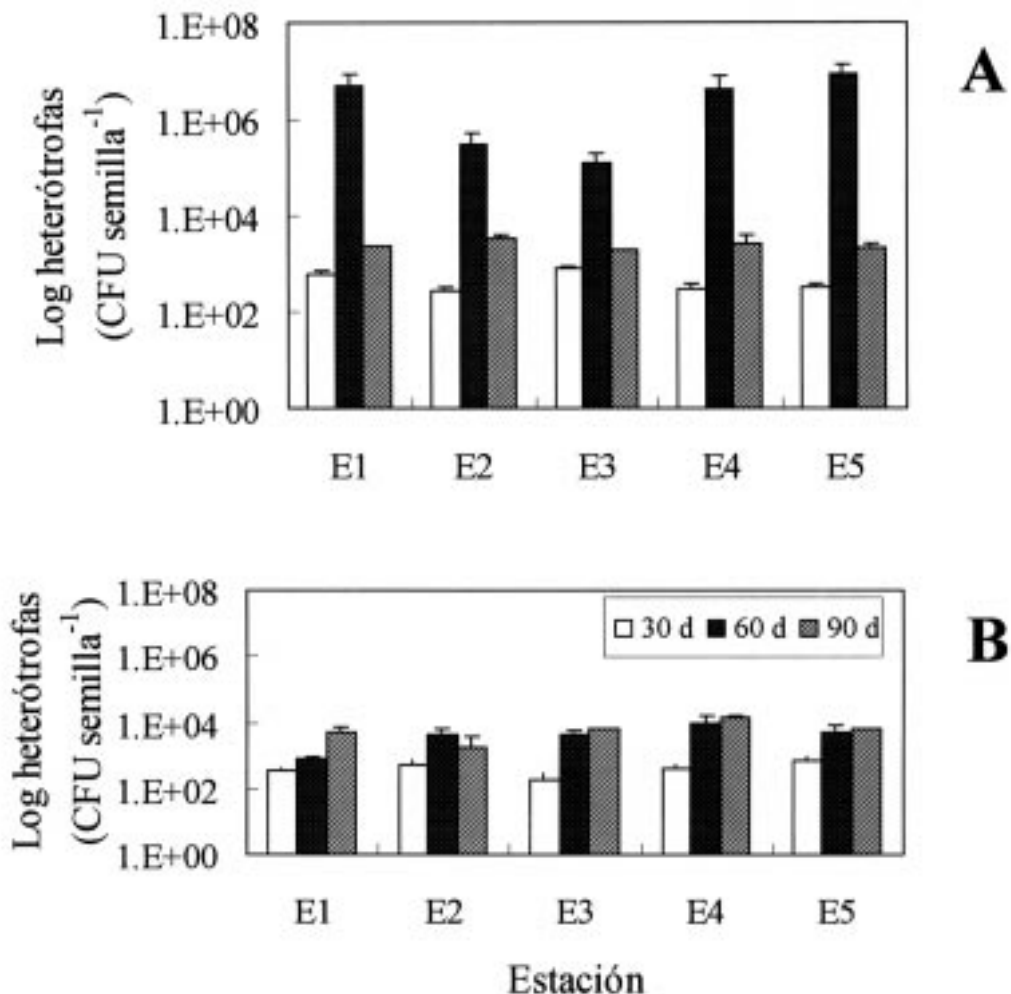 A
Log heterótrofas
(CFU semilla⁻¹)
1.E+08
1.E+06
1.E+04
1.E+02
1.E+00
E1 E2 E3 E4 E5
B
Log heterótrofas
(CFU semilla⁻¹)
1.E+08
1.E+06
1.E+04
1.E+02
1.E+00
30 d 60 d 90 d
E1 E2 E3 E4 E5
Estación